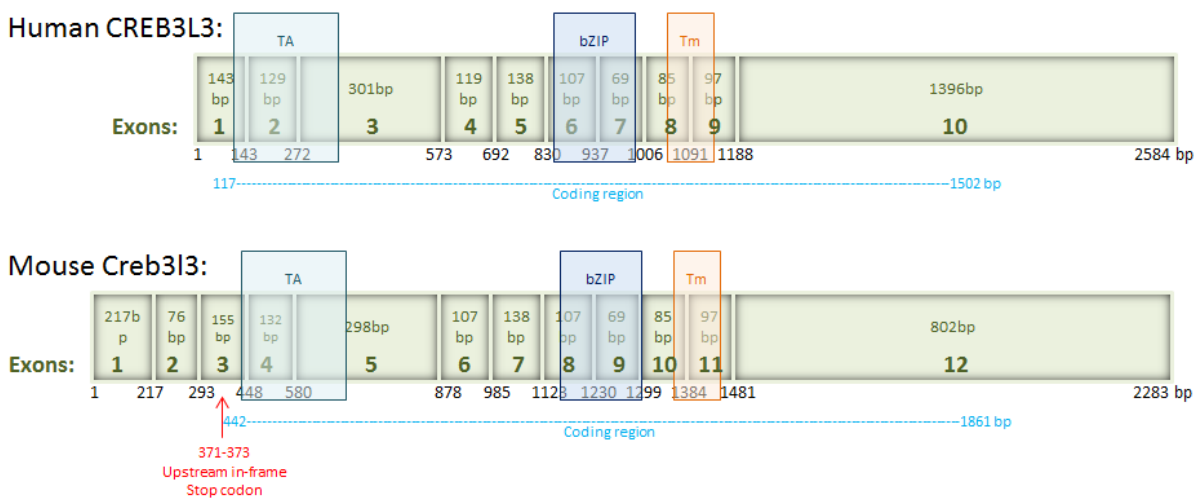 Human CREB3L3:
TA
bZIP
Tm
143 bp
129 bp
301bp
119 bp
138 bp
107 bp
69 bp
85 bp
97 bp
1396bp
Exons:
1 2 3 4 5 6 7 8 9 10
1 143 272 573 692 830 937 1006 1091 1188 2584 bp
117 1502 bp
Coding region
Mouse Creb3l3:
TA
bZIP
Tm
217b
p
76 bp
155 bp
132 bp
298bp
107 bp
138 bp
107 bp
69 bp
85 bp
97 bp
802bp
Exons:
1 2 3 4 5 6 7 8 9 10 11 12
1 217 293 448 580 878 985 1123 1230 1299 1384 1481 2283 bp
442 1861 bp
Coding region
371-373
Upstream in-frame
Stop codon